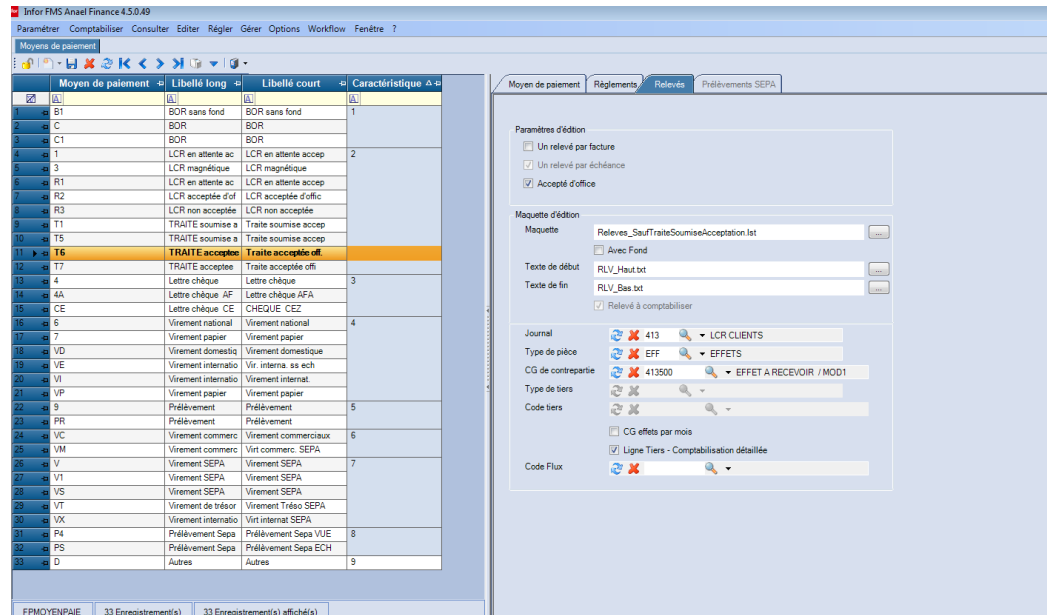 Infor FMS Anael Finance 4.5.0.49
Paramétrer Comptabiliser Consulter Editer Régler Gérer Options Workflow Fenêtre ?
Moyens de paiement
Moyen de paiement Libellé long Libellé court Caractéristique
1 B1 BOR sans fond BOR sans fond 1
2 C BOR BOR
3 C1 BOR BOR
4 1 LCR en attente ac LCR en attente accep 2
5 3 LCR magnétique LCR magnétique
6 R1 LCR en attente ac LCR en attente accep
7 R2 LCR acceptée d'of LCR acceptée d'offic
8 R3 LCR non acceptée LCR non acceptée
9 T1 TRAITE soumise a Traite soumise accep
10 T5 TRAITE soumise a Traite soumise accep
11 T6 TRAITE acceptee Traite acceptée off.
12 T7 TRAITE acceptee Traite acceptée offi
13 4 Lettre chèque Lettre chèque 3
14 4A Lettre chèque AF Lettre chèque AFA
15 CE Lettre chèque CE CHEQUE CEZ
16 6 Virement national Virement national 4
17 7 Virement papier Virement papier
18 VD Virement domestiq Virement domestique
19 VE Virement internatio Vir. interna. ss ech
20 VI Virement internatio Virement internat.
21 VP Virement papier Virement papier
22 9 Prélèvement Prélèvement 5
23 PR Prélèvement Prélèvement
24 VC Virement commerc Virement commerciaux 6
25 VM Virement commerc Virt commerc. SEPA
26 V Virement SEPA Virement SEPA 7
27 V1 Virement SEPA Virement SEPA
28 VS Virement SEPA Virement SEPA
29 VT Virement de trésor Virement Tréso SEPA
30 VX Virement internatio Virt internat SEPA
31 P4 Prélèvement Sepa Prélèvement Sepa VUE 8
32 PS Prélèvement Sepa Prélèvement Sepa ECH
33 D Autres Autres 9
FPMOYENPAIE 33 Enregistrement(s) 33 Enregistrement(s) affiché(s)
Moyen de paiement Règlements Relevés Prélèvements SEPA
Paramètres d'édition
Un relevé par facture
Un relevé par échéance
Accepté d'office
Maquette d'édition
Maquette Releves_SaufTraiteSoumiseAcceptation.lst ...
Avec Fond
Texte de début RLV_Haut.txt ...
Texte de fin RLV_Bas.txt ...
Relevé à comptabiliser
Journal 413 LCR CLIENTS
Type de pièce EFF EFFETS
CG de contrepartie 413500 EFFET A RECEVOIR / MOD1
Type de tiers
Code tiers
CG effets par mois
Ligne Tiers - Comptabilisation détaillée
Code Flux